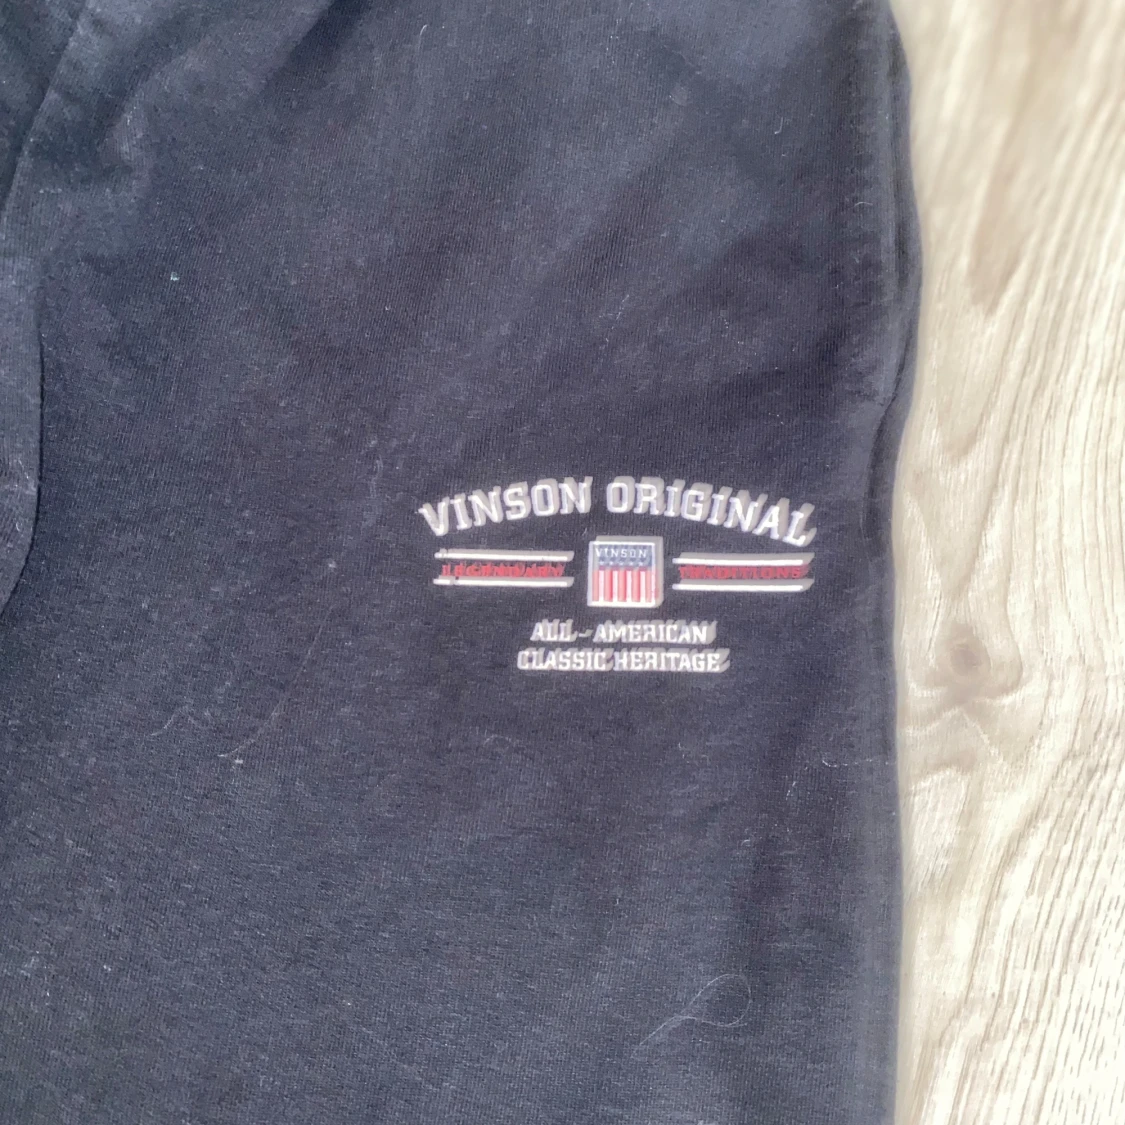 VINSON ORIGINAL
LEGENDARY VINSON TRADITIONS
ALL-AMERICAN
CLASSIC HERITAGE